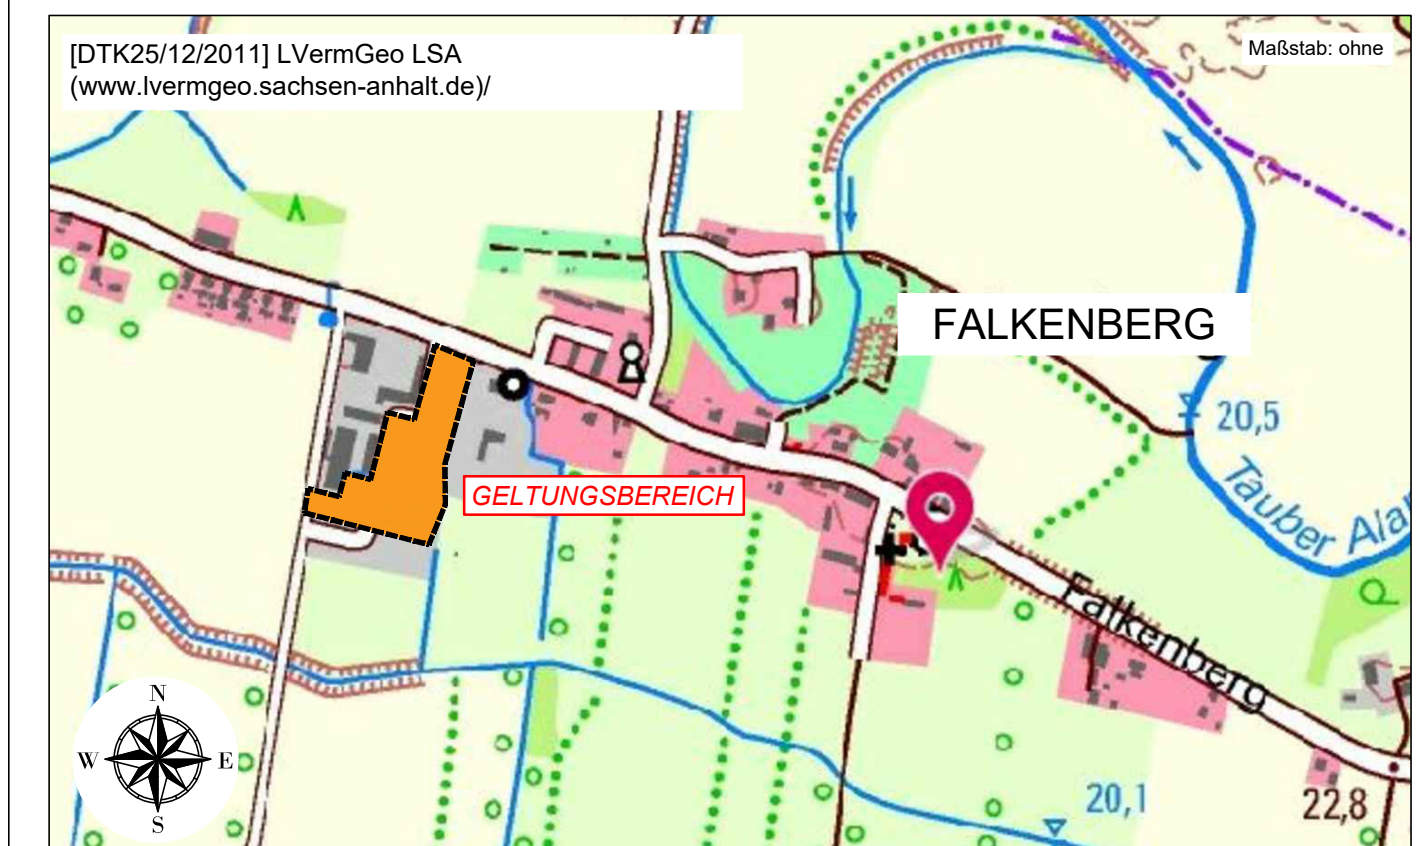 [DTK25/12/2011] LVermGeo LSA
(www.lvermgeo.sachsen-anhalt.de)/
Maßstab: ohne
FALKENBERG
20,5
GELTUNGSBEREICH
Tauber
Falkenberg
N
W E
S
20,1
22,8